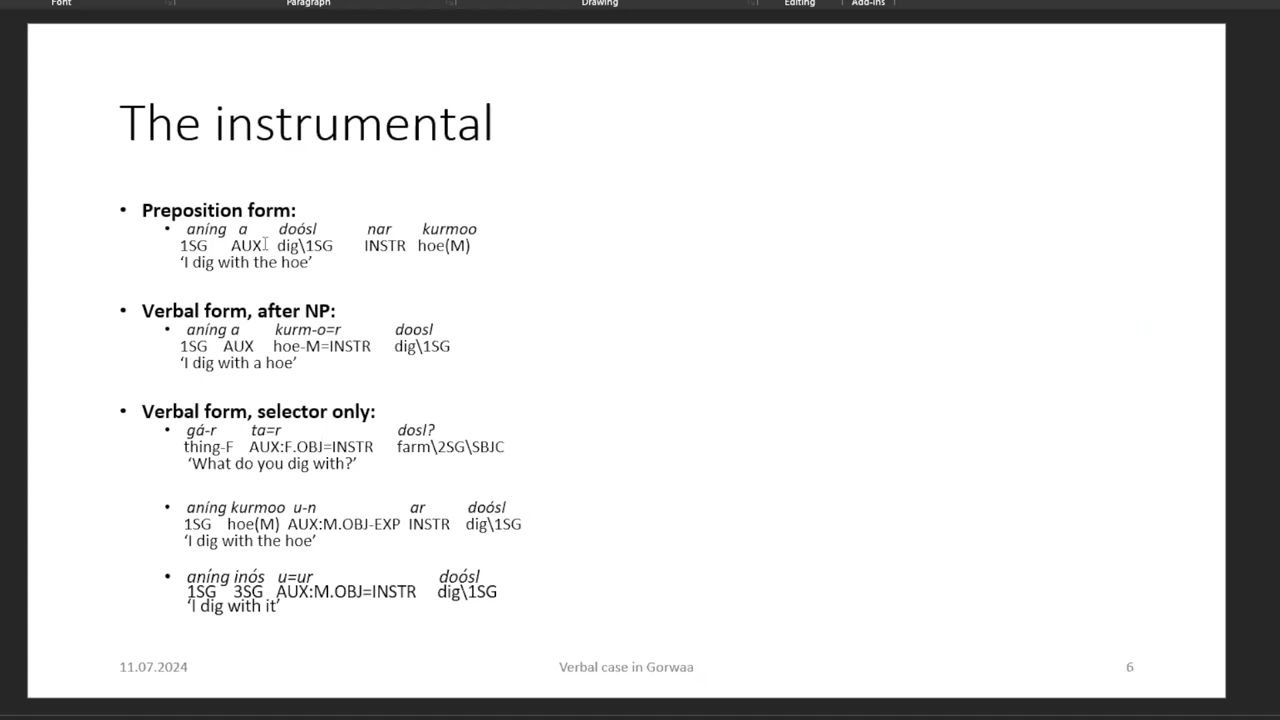 Font Paragraph Drawing Editing Add-ins
The instrumental
• Preposition form:
• aníng a doósl nar kurmoo
1SG AUX dig\1SG INSTR hoe(M)
‘I dig with the hoe’
• Verbal form, after NP:
• aníng a kurm-o=r doosl
1SG AUX hoe-M=INSTR dig\1SG
‘I dig with a hoe’
• Verbal form, selector only:
• gá-r ta=r dosl?
thing-F AUX:F.OBJ=INSTR farm\2SG\SBJC
‘What do you dig with?’
• aníng kurmoo u-n ar doósl
1SG hoe(M) AUX:M.OBJ-EXP INSTR dig\1SG
‘I dig with the hoe’
• aníng inós u=ur doósl
1SG 3SG AUX:M.OBJ=INSTR dig\1SG
‘I dig with it’
11.07.2024 Verbal case in Gorwaa 6